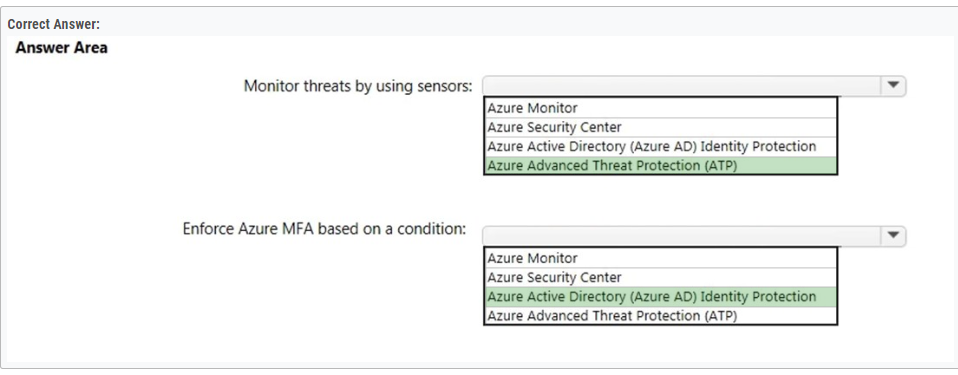 Correct Answer:
Answer Area
Monitor threats by using sensors:
Azure Monitor
Azure Security Center
Azure Active Directory (Azure AD) Identity Protection
Azure Advanced Threat Protection (ATP)
Enforce Azure MFA based on a condition:
Azure Monitor
Azure Security Center
Azure Active Directory (Azure AD) Identity Protection
Azure Advanced Threat Protection (ATP)